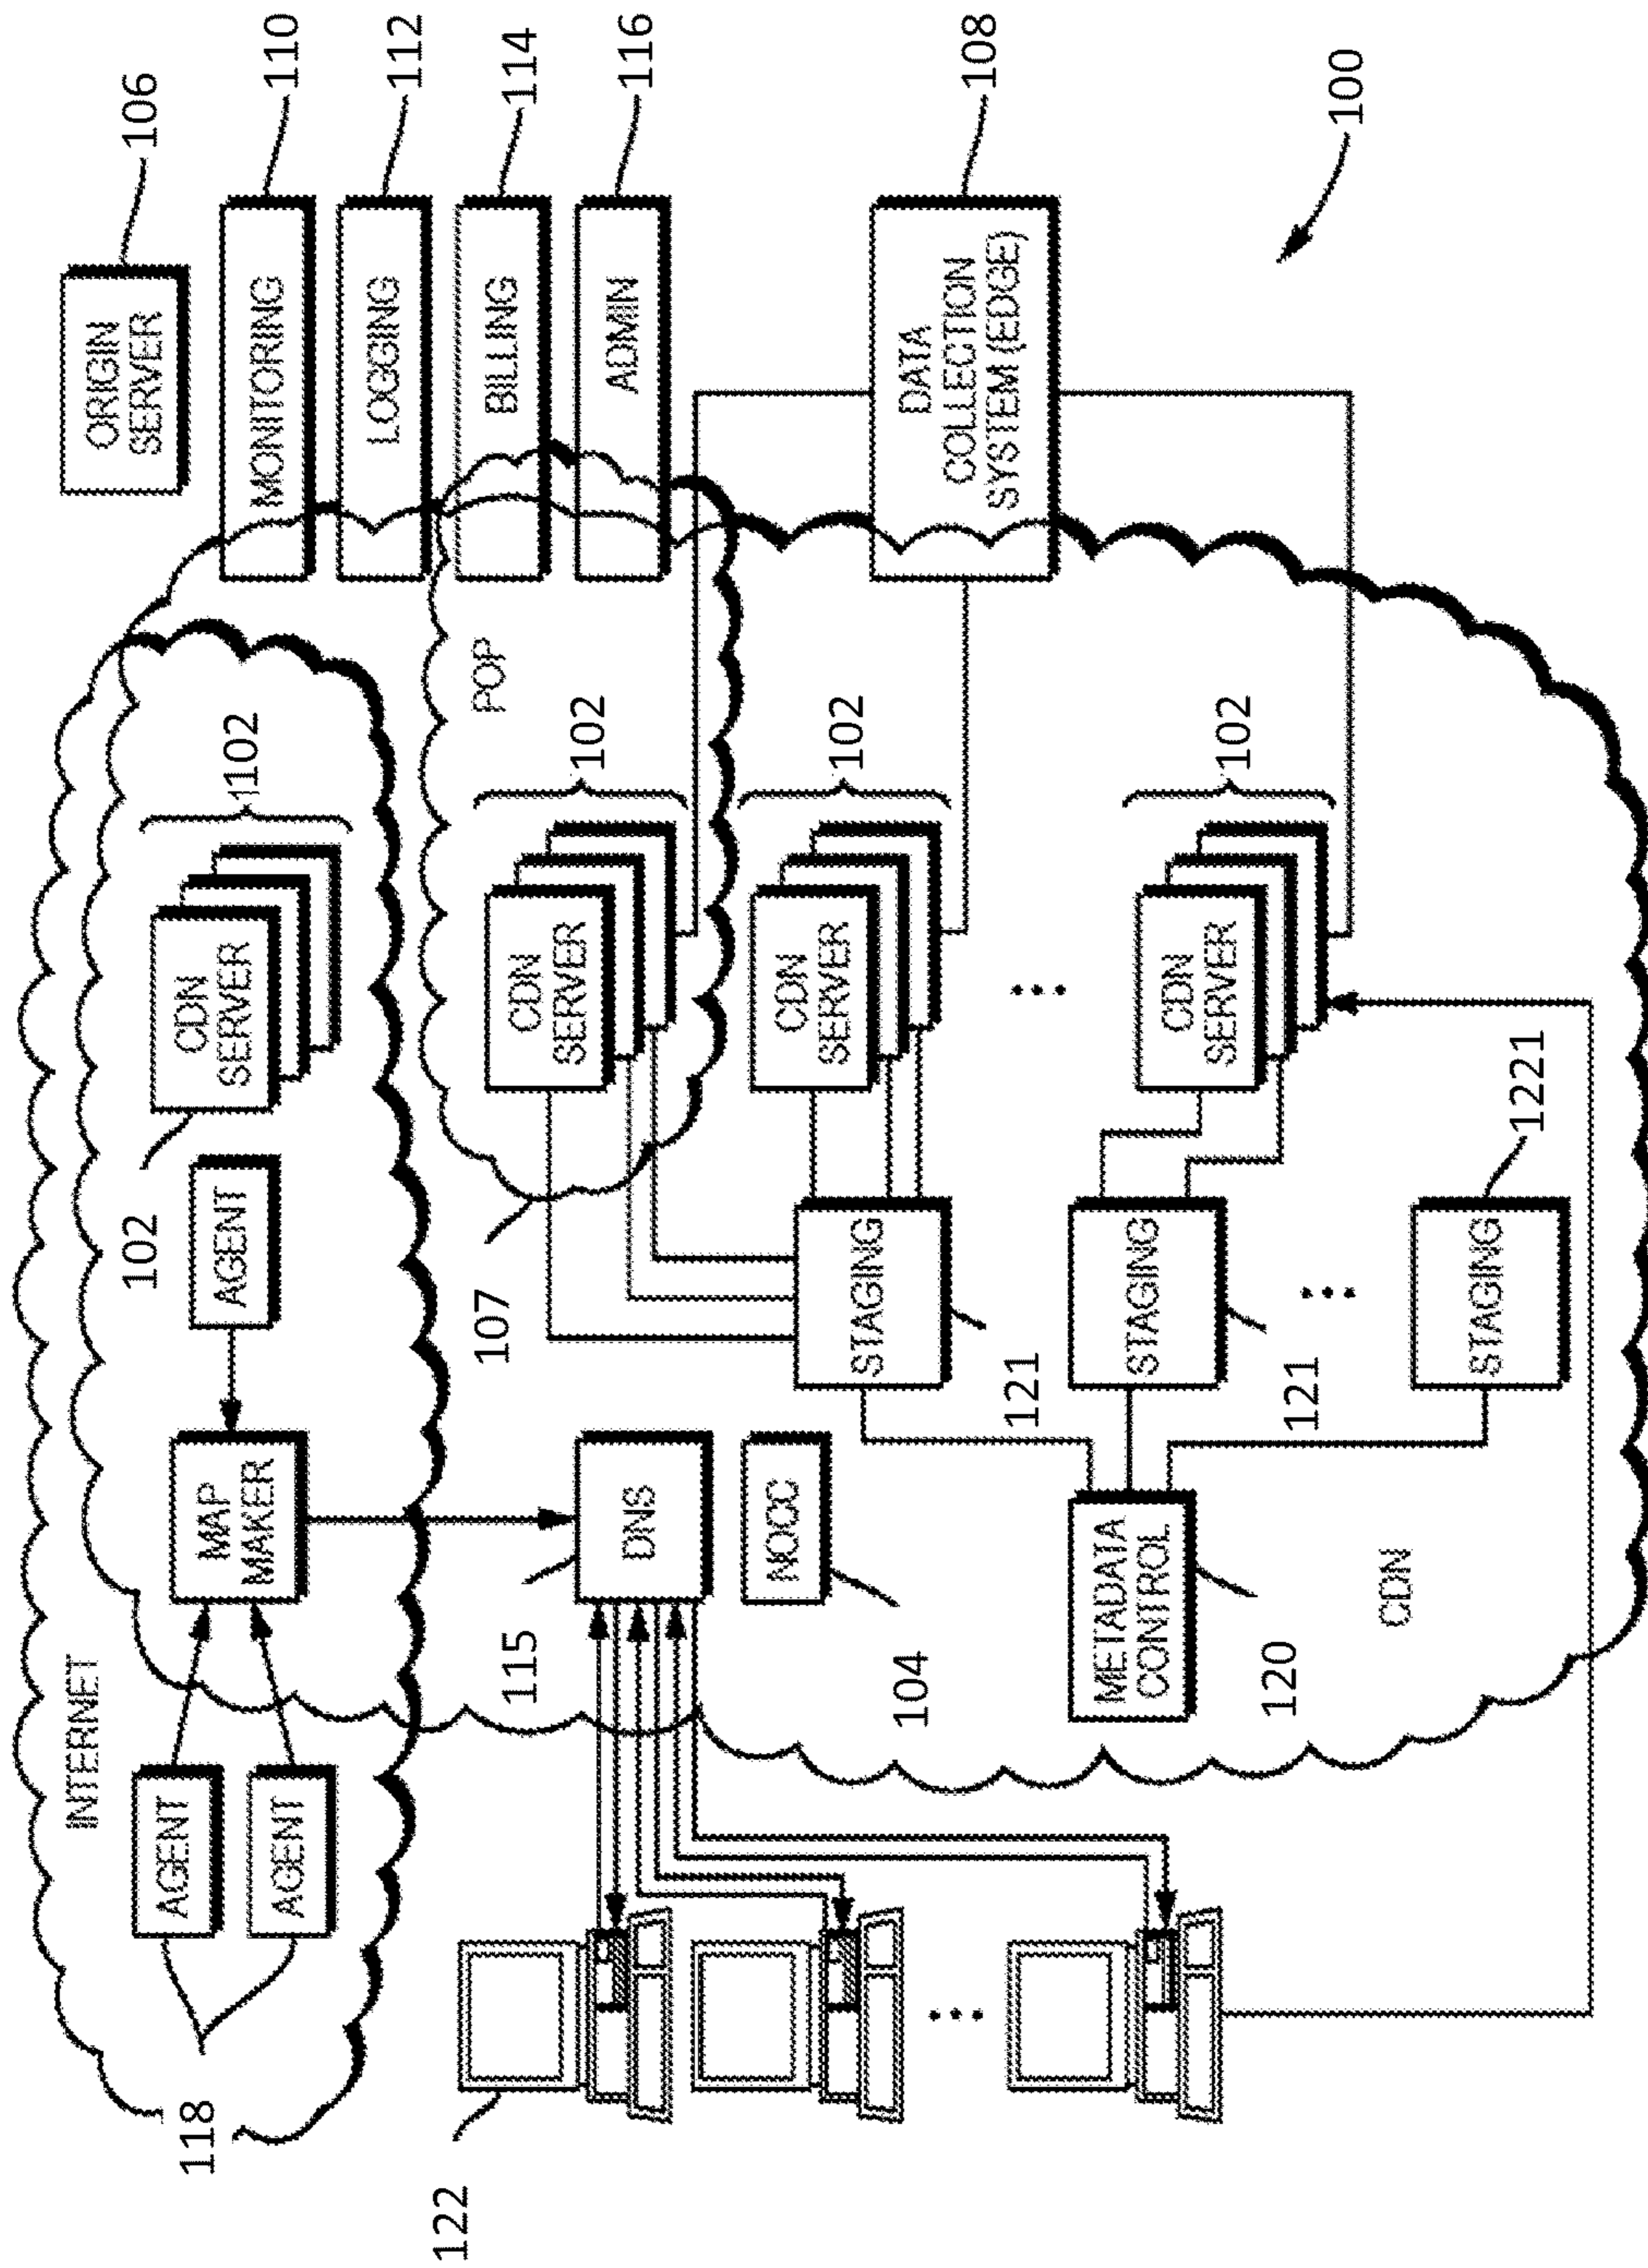 INTERNET
118
AGENT
AGENT
MAP
MAKER
AGENT
102
CDN
SERVER
102
ORIGIN
SERVER
106
MONITORING
110
LOGGING
112
BILLING
114
ADMIN
116
122
115
DNS
NOCC
104
107
POP
CDN
SERVER
102
CDN
SERVER
102
CDN
SERVER
102
STAGING
121
STAGING
121
STAGING
1221
METADATA
CONTROL
120
CDN
DATA
COLLECTION
SYSTEM (EDGE)
108
100